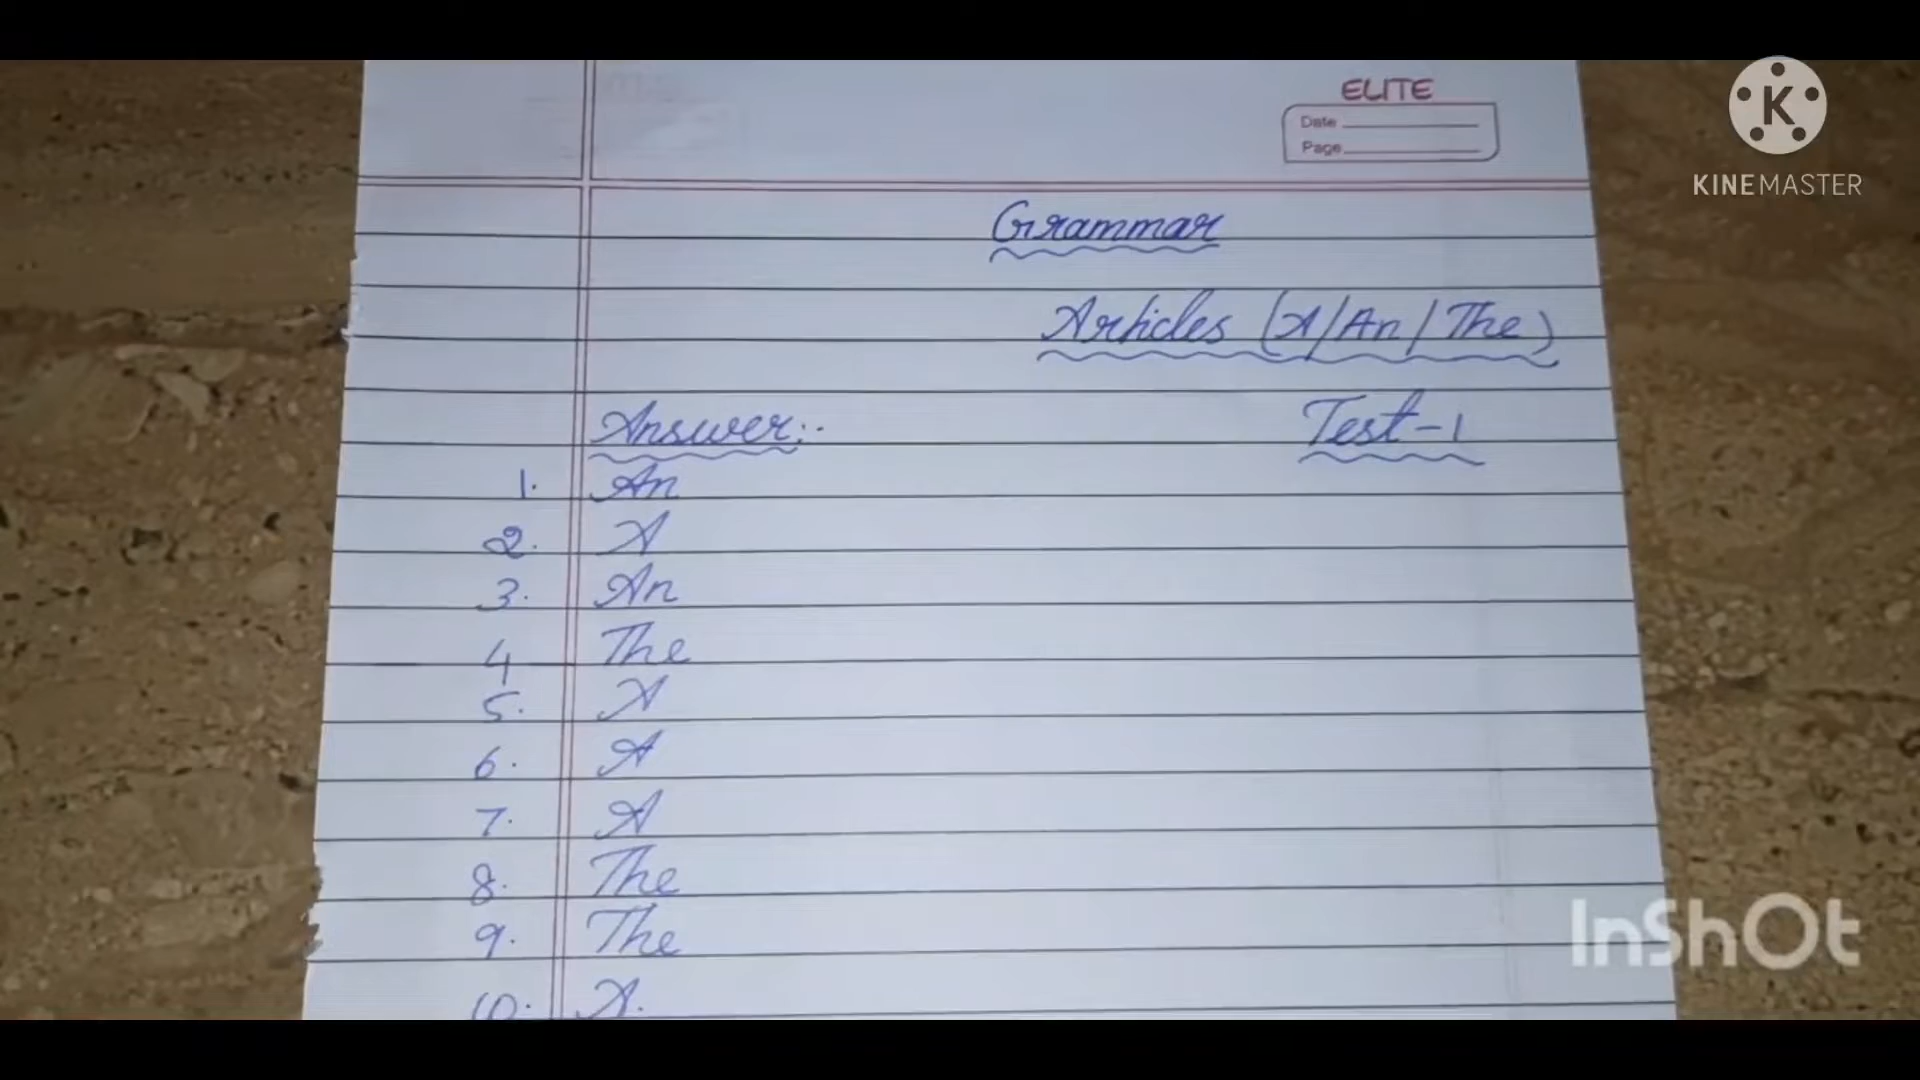 ELITE
Date
Page
KINEMASTER
Grammar
Articles (A/An/The)
Answer:-
Test-1
1. An
2. A
3. An
4 The
5. A
6. A
7. A
8. The
9. The
10. A.
InShOt